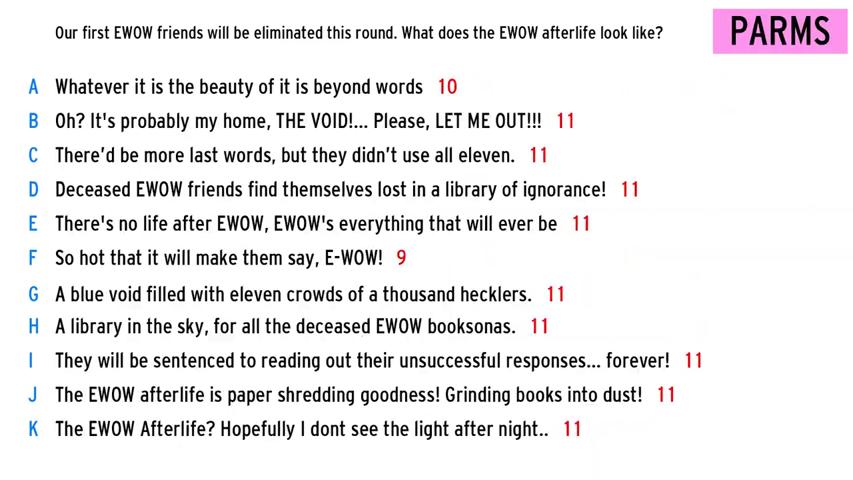 Our first EWOW friends will be eliminated this round. What does the EWOW afterlife look like?
PARMS
A Whatever it is the beauty of it is beyond words 10
B Oh? It's probably my home, THE VOID!... Please, LET ME OUT!!! 11
C There’d be more last words, but they didn’t use all eleven. 11
D Deceased EWOW friends find themselves lost in a library of ignorance! 11
E There's no life after EWOW, EWOW's everything that will ever be 11
F So hot that it will make them say, E-WOW! 9
G A blue void filled with eleven crowds of a thousand hecklers. 11
H A library in the sky, for all the deceased EWOW booksonas. 11
I They will be sentenced to reading out their unsuccessful responses... forever! 11
J The EWOW afterlife is paper shredding goodness! Grinding books into dust! 11
K The EWOW Afterlife? Hopefully I dont see the light after night.. 11